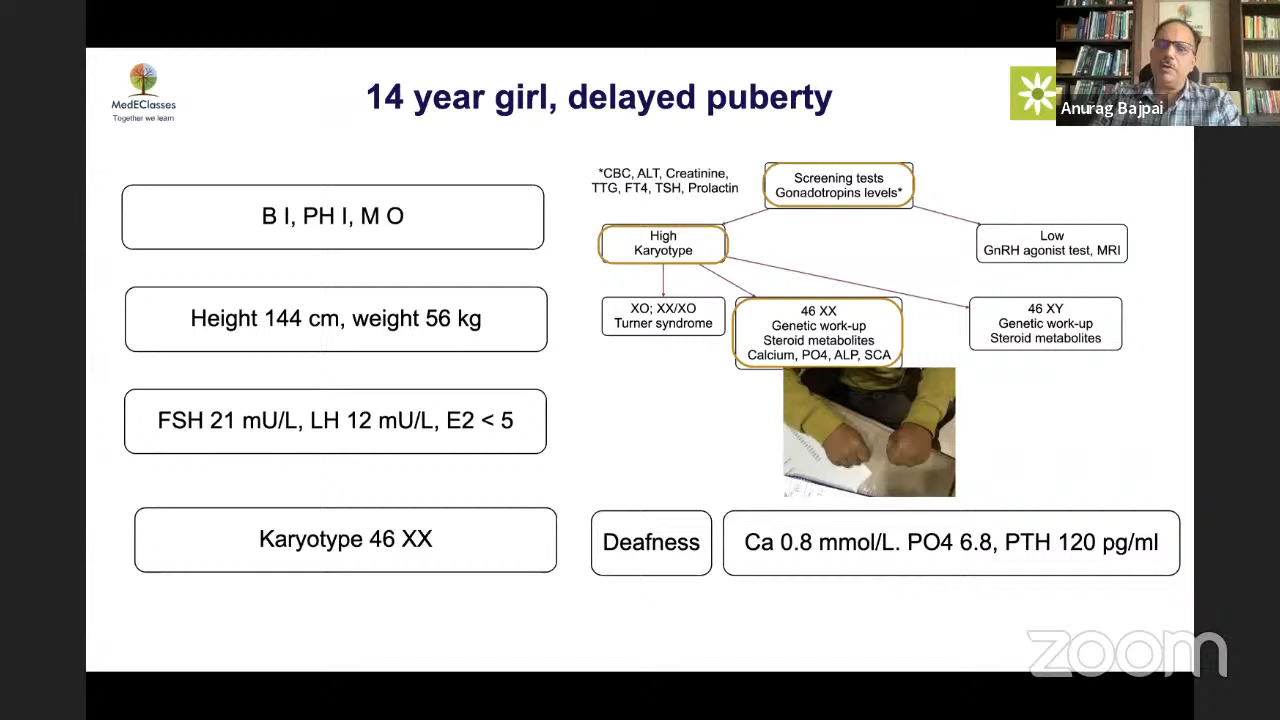 MedEClasses
Together we learn
14 year girl, delayed puberty
Anurag Bajpai
B I, PH I, M O
Height 144 cm, weight 56 kg
FSH 21 mU/L, LH 12 mU/L, E2 < 5
Karyotype 46 XX
*CBC, ALT, Creatinine,
TTG, FT4, TSH, Prolactin
Screening tests
Gonadotropins levels*
High
Karyotype
Low
GnRH agonist test, MRI
XO; XX/XO
Turner syndrome
46 XX
Genetic work-up
Steroid metabolites
Calcium, PO4, ALP, SCA
46 XY
Genetic work-up
Steroid metabolites
Deafness
Ca 0.8 mmol/L. PO4 6.8, PTH 120 pg/ml
zoom